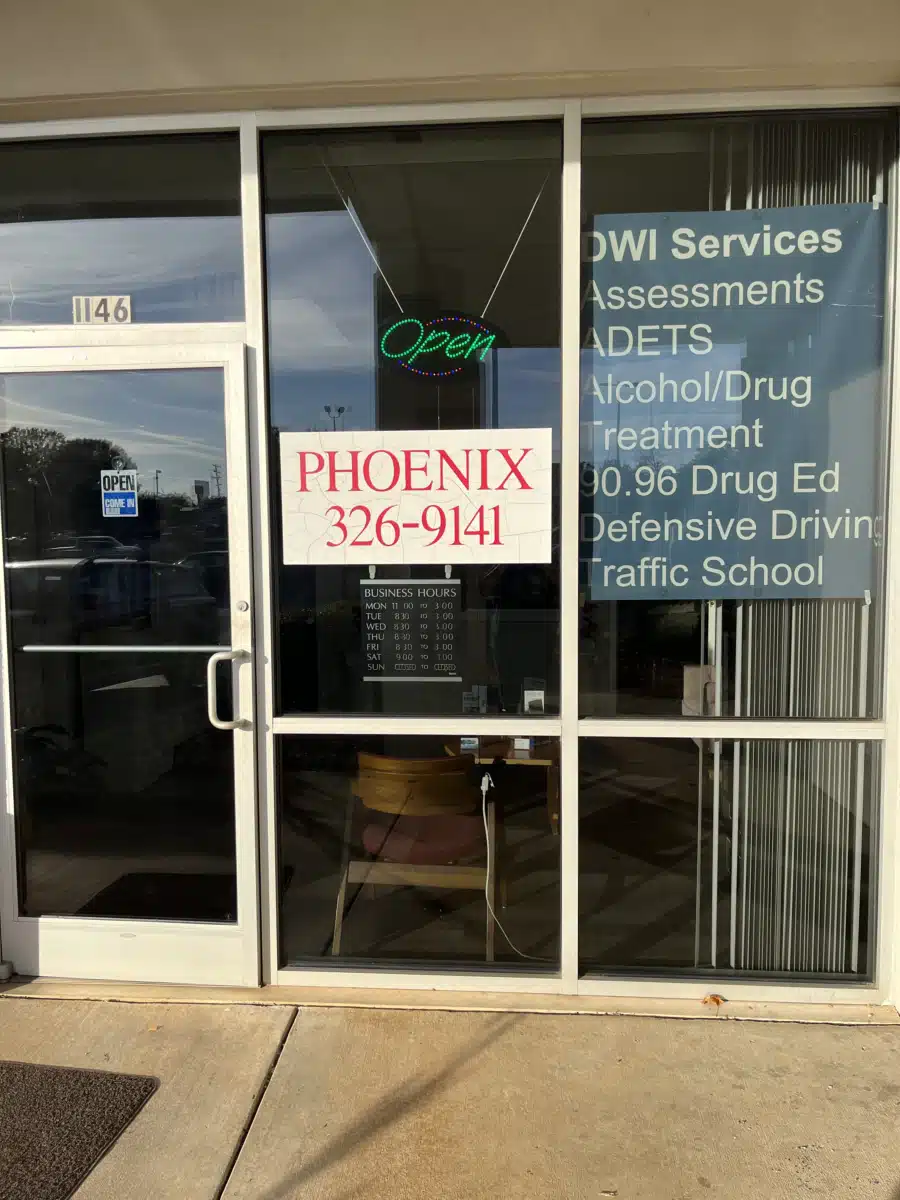 1146
OPEN
COME IN
Open
PHOENIX
326-9141
BUSINESS HOURS
MON 11 00 TO 3 00
TUE 8 30 TO 3 00
WED 8 30 TO 3 00
THU 8 30 TO 3 00
FRI 8 30 TO 3 00
SAT 9 00 TO 1 00
SUN CLOSED TO CLOSED
DWI Services
Assessments
ADETS
Alcohol/Drug
Treatment
90.96 Drug Ed
Defensive Driving
Traffic School